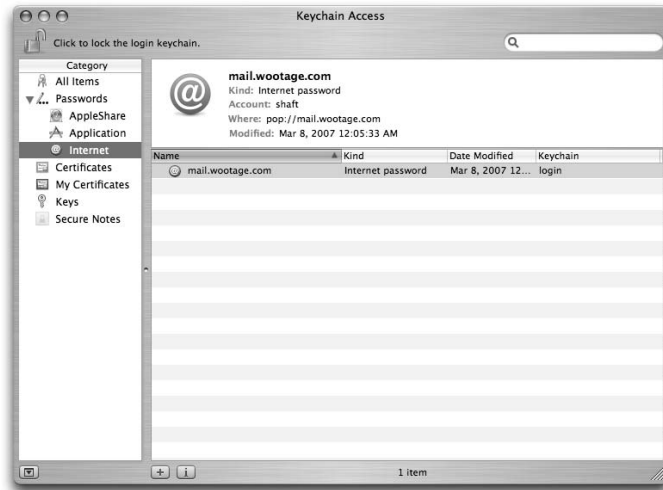 Keychain Access
Click to lock the login keychain.
Category
All Items
Passwords
AppleShare
Application
Internet
Certificates
My Certificates
Keys
Secure Notes
mail.wootage.com
Kind: Internet password
Account: shaft
Where: pop://mail.wootage.com
Modified: Mar 8, 2007 12:05:33 AM
Name Kind Date Modified Keychain
mail.wootage.com Internet password Mar 8, 2007 12... login
1 item